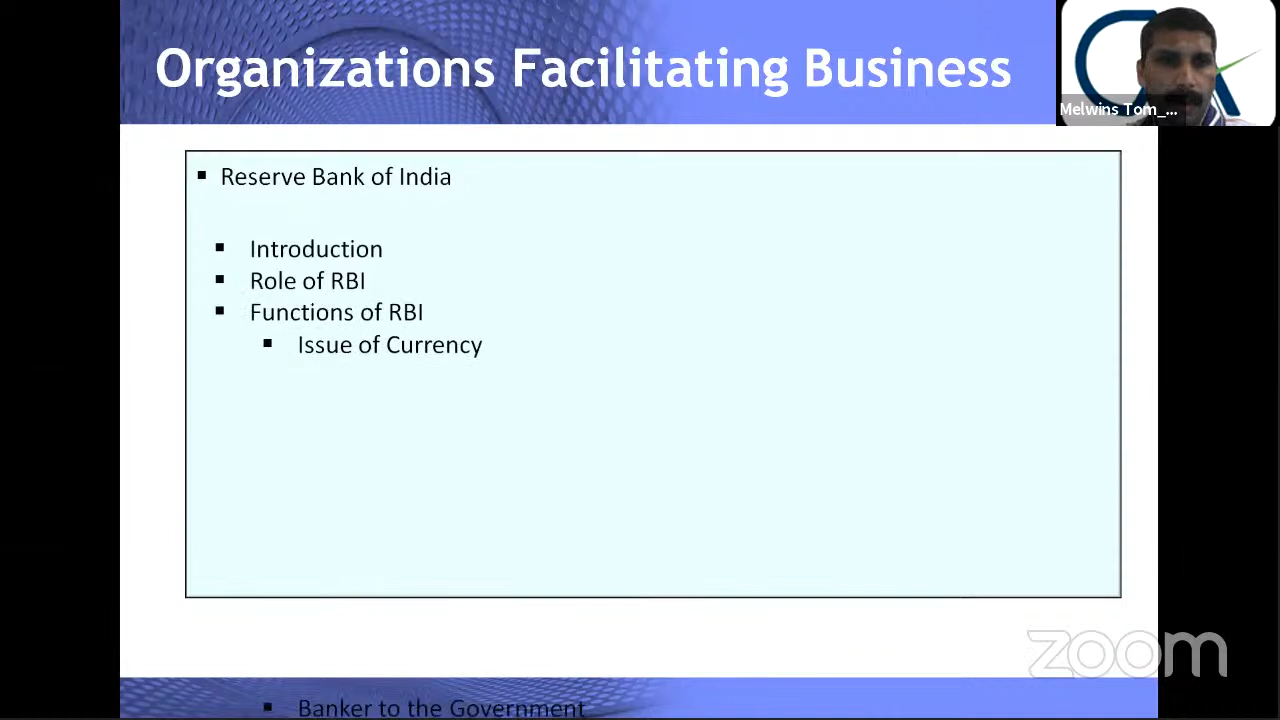 Organizations Facilitating Business
Melwins Tom_...
▪ Reserve Bank of India
▪ Introduction
▪ Role of RBI
▪ Functions of RBI
▪ Issue of Currency
zoom
▪ Banker to the Government